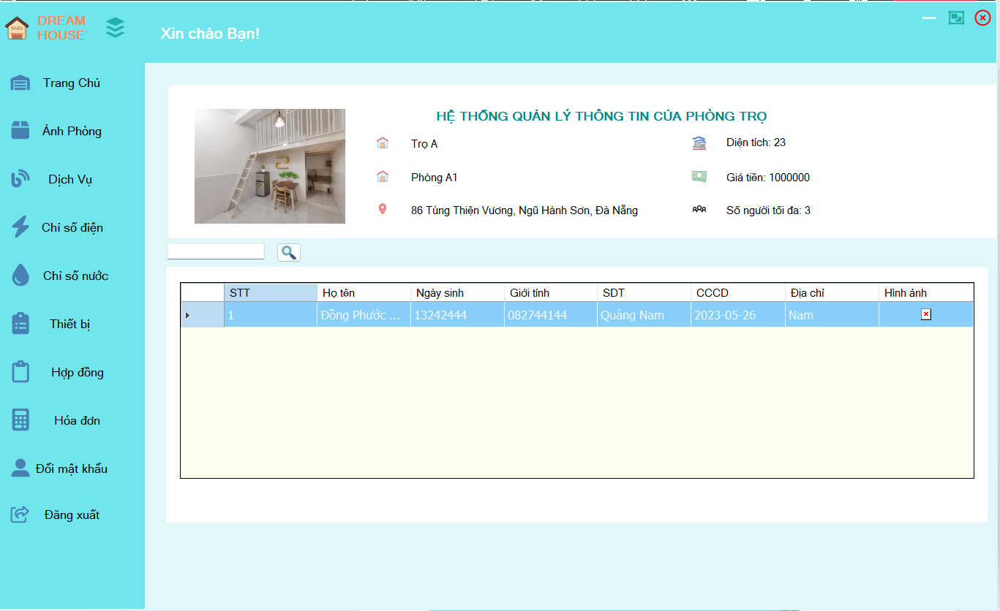 DREAM
HOUSE
Xin chào Bạn!
Trang Chủ
Ảnh Phòng
Dịch Vụ
Chỉ số điện
Chỉ số nước
Thiết bị
Hợp đồng
Hóa đơn
Đổi mật khẩu
Đăng xuất
HỆ THỐNG QUẢN LÝ THÔNG TIN CỦA PHÒNG TRỌ
Trọ A
Diện tích: 23
Phòng A1
Giá tiền: 1000000
86 Tùng Thiện Vương, Ngũ Hành Sơn, Đà Nẵng
Số người tối đa: 3
STT Họ tên Ngày sinh Giới tính SDT CCCD Địa chỉ Hình ảnh
1 Đồng Phước ... 13242444 082744144 Quảng Nam 2023-05-26 Nam